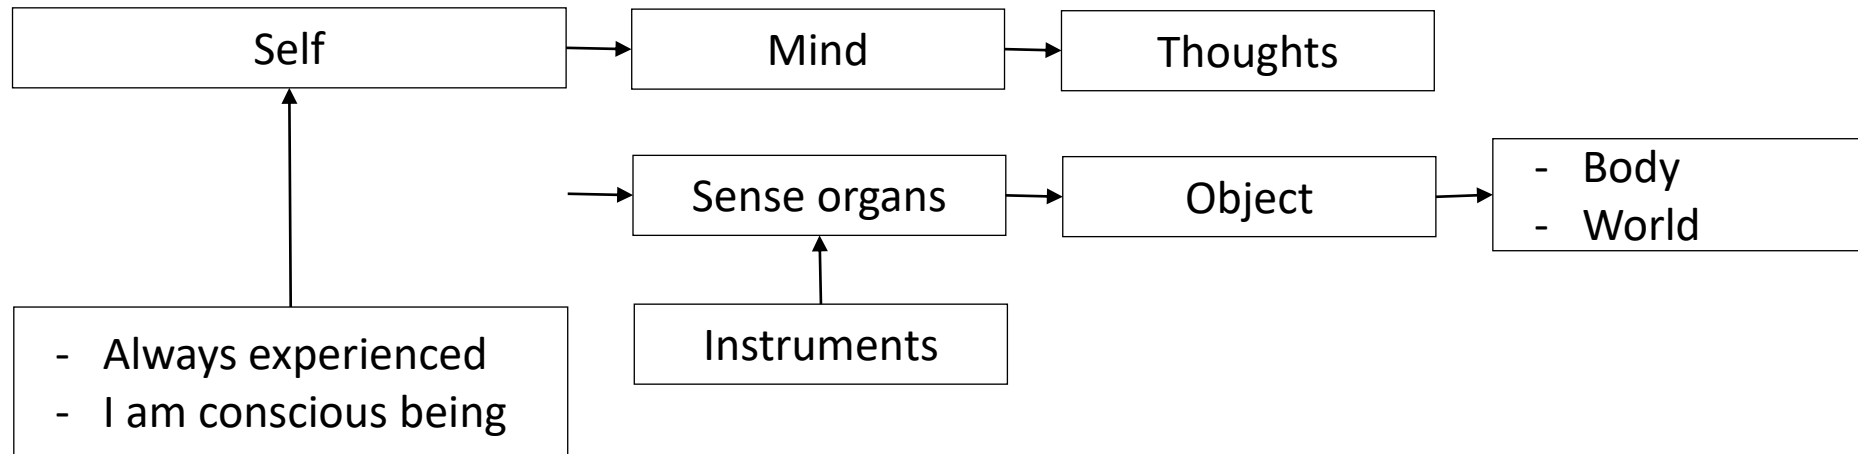 Self
Mind
Thoughts
Sense organs
Object
- Body
- World
Instruments
- Always experienced
- I am conscious being